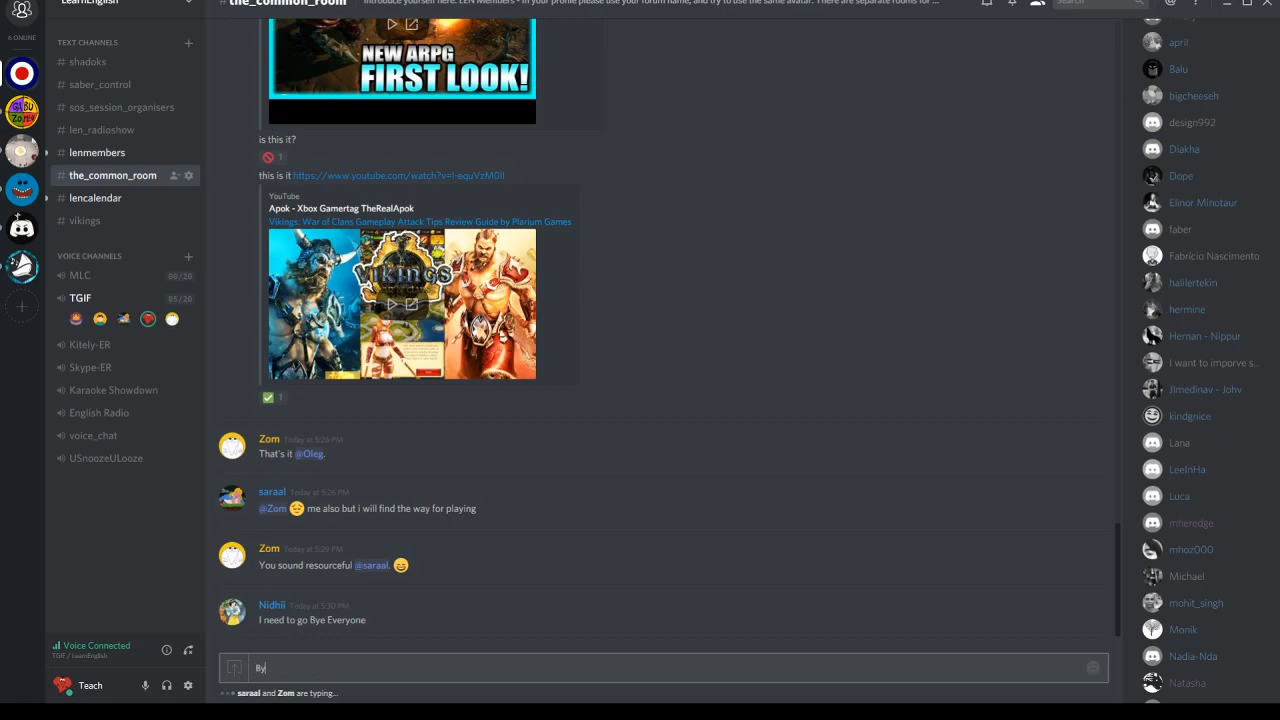 LearnEnglish
the_common_room
Introduce yourself here. LEN Members - In your profile please use your forum name, and try to use the same avatar. There are separate rooms for ...
Search
6 ONLINE
TEXT CHANNELS
# shadoks
# saber_control
# sos_session_organisers
# len_radioshow
# lenmembers
# the_common_room
# lencalendar
# vikings
VOICE CHANNELS
MLC 00/20
TGIF 05/20
Kitely-ER
Skype-ER
Karaoke Showdown
English Radio
voice_chat
USnoozeULooze
Voice Connected
TGIF / LearnEnglish
Teach
NEW ARPG
FIRST LOOK!
is this it?
1
this is it https://www.youtube.com/watch?v=l-equVzM0lI
YouTube
Apok - Xbox Gamertag TheRealApok
Vikings: War of Clans Gameplay Attack Tips Review Guide by Plarium Games
VIKINGS
1
Zom Today at 5:26 PM
That's it @Oleg.
saraal Today at 5:26 PM
@Zom me also but i will find the way for playing
Zom Today at 5:29 PM
You sound resourceful @saraal.
Nidhii Today at 5:30 PM
I need to go Bye Everyone
By
saraal and Zom are typing...
april
Balu
bigcheeseh
design992
Diakha
Dope
Elinor Minotaur
faber
Fabrício Nascimento
halilertekin
hermine
Hernan - Nippur
I want to imporve s...
Jlmedinav - Johv
kindgnice
Lana
LeeInHa
Luca
mheredge
mhoz000
Michael
mohit_singh
Monik
Nadia-Nda
Natasha